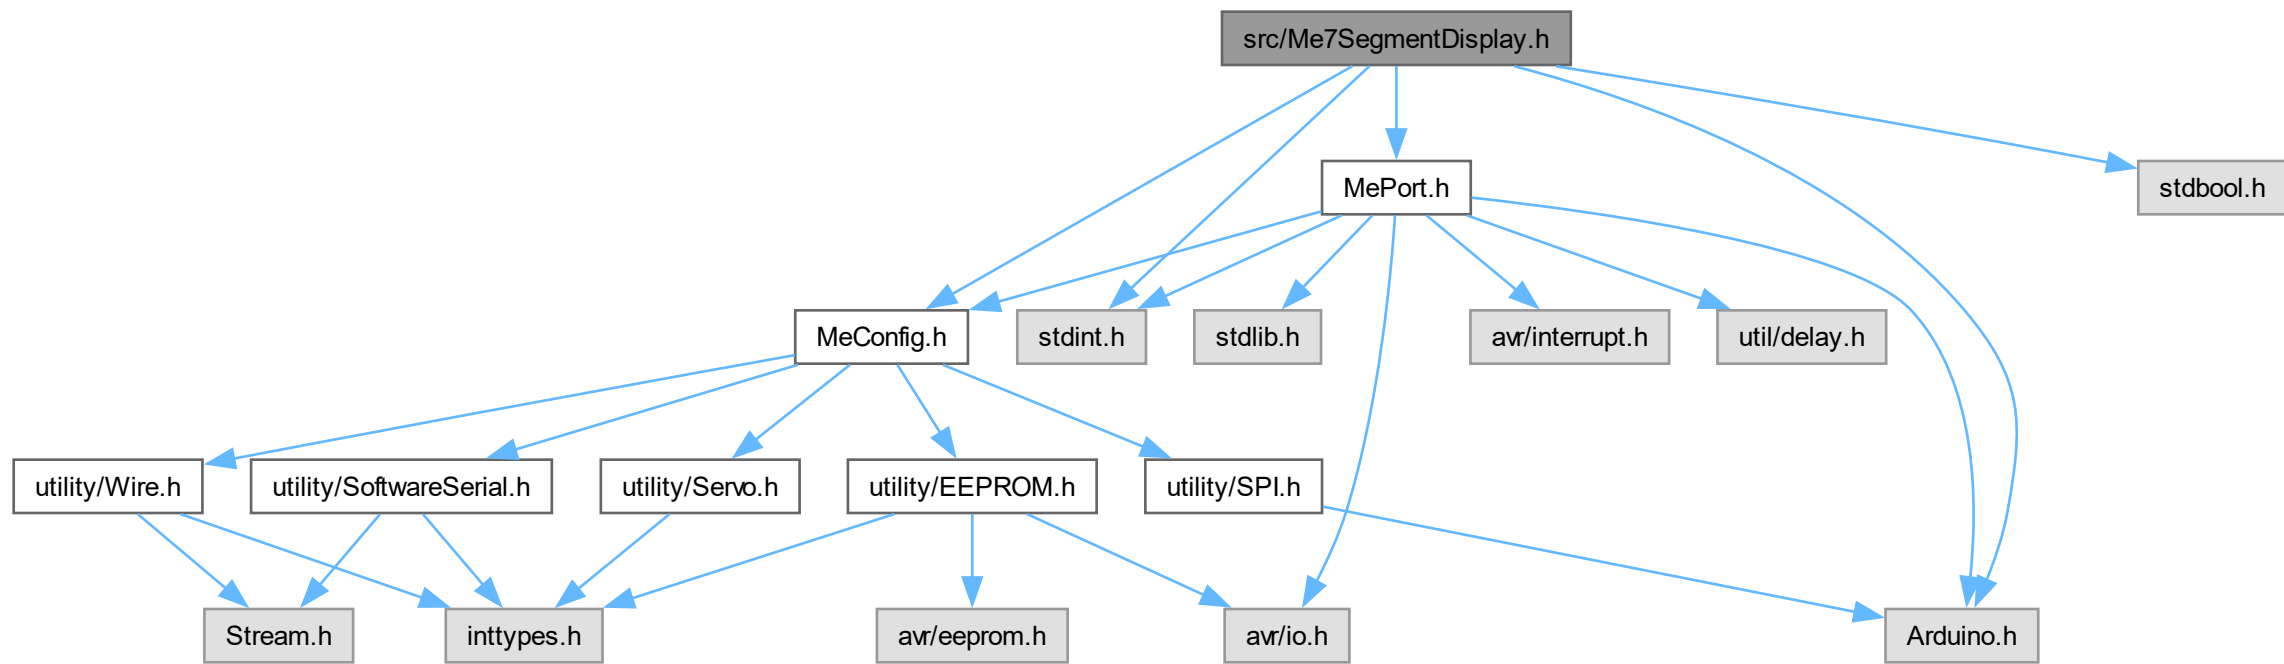 src/Me7SegmentDisplay.h
MePort.h
stdbool.h
MeConfig.h
stdint.h
stdlib.h
avr/interrupt.h
util/delay.h
utility/Wire.h
utility/SoftwareSerial.h
utility/Servo.h
utility/EEPROM.h
utility/SPI.h
Stream.h
inttypes.h
avr/eeprom.h
avr/io.h
Arduino.h